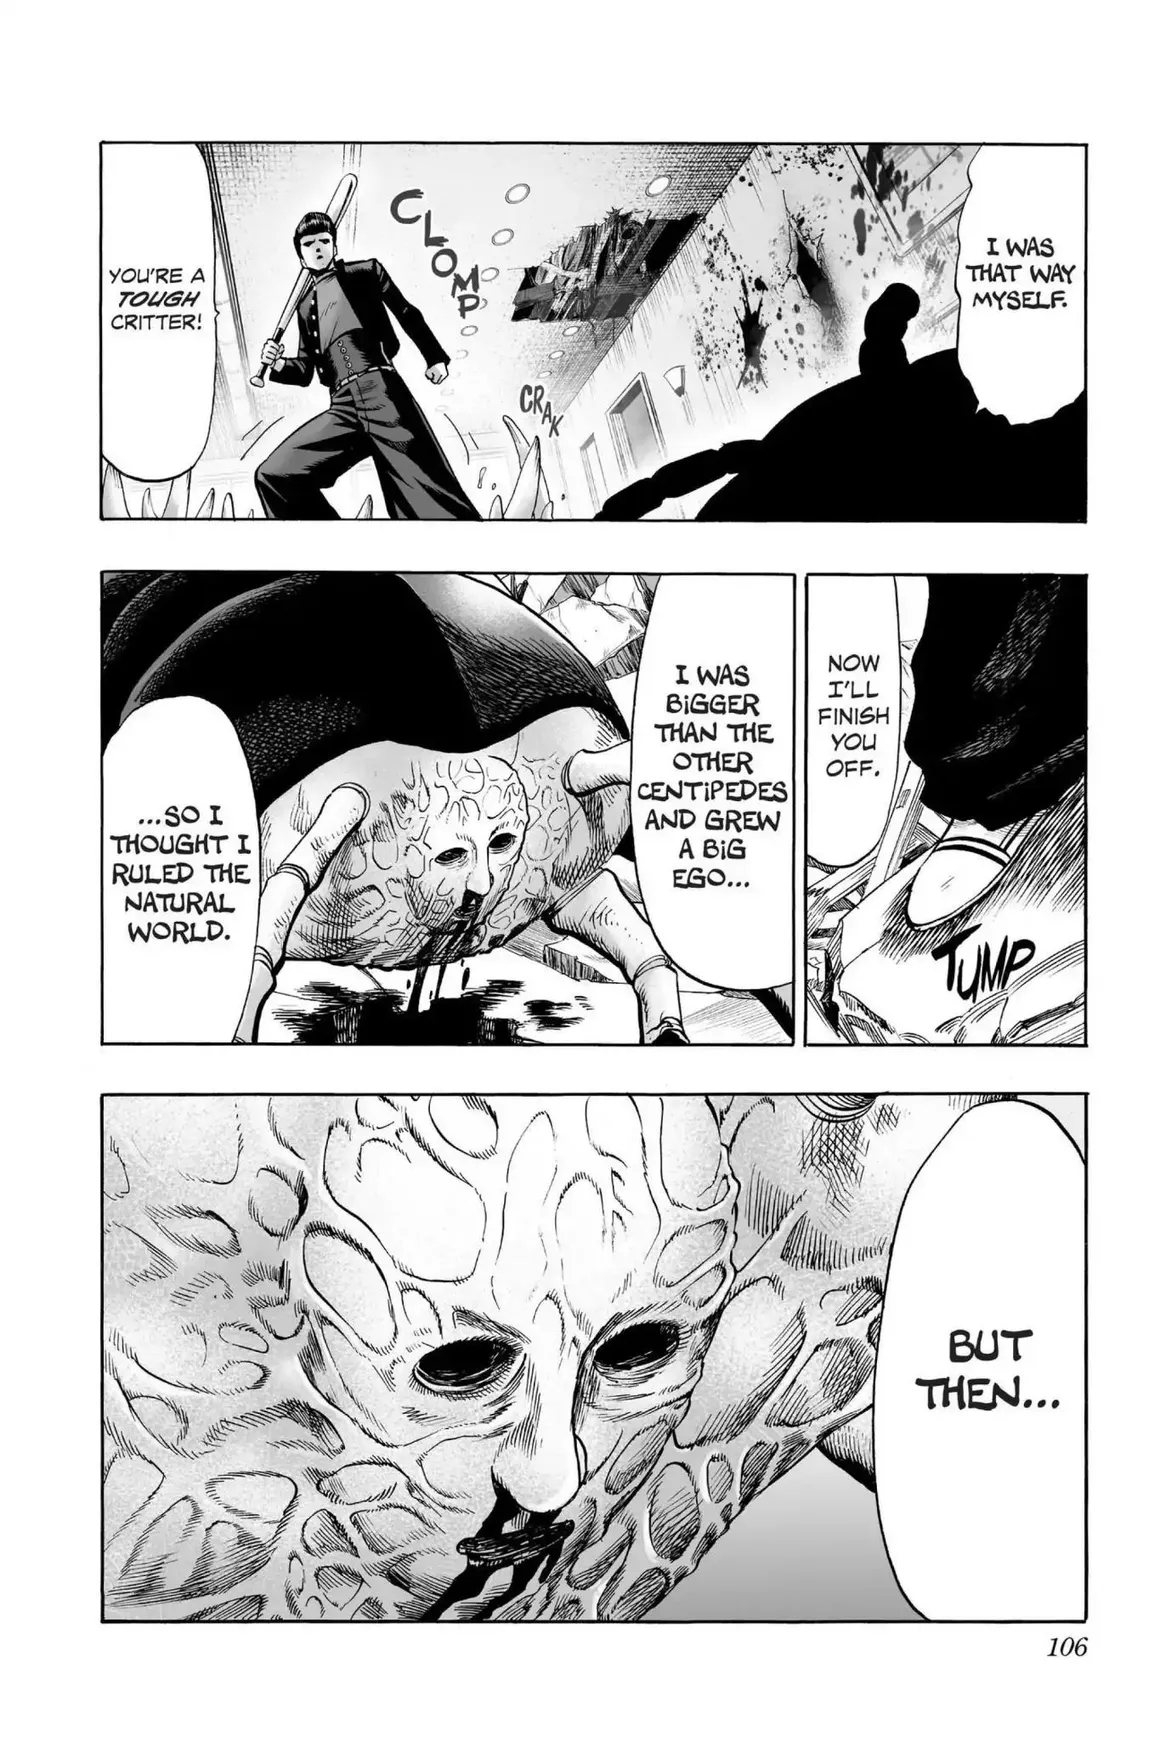 I WAS
THAT WAY
MYSELF.
CLOMP
CRAK
YOU'RE A
TOUGH
CRITTER!
NOW
I'LL
FINISH
YOU
OFF.
TUMP
I WAS
BIGGER
THAN THE
OTHER
CENTIPEDES
AND GREW
A BIG
EGO...
...SO I
THOUGHT I
RULED THE
NATURAL
WORLD.
BUT
THEN...
106